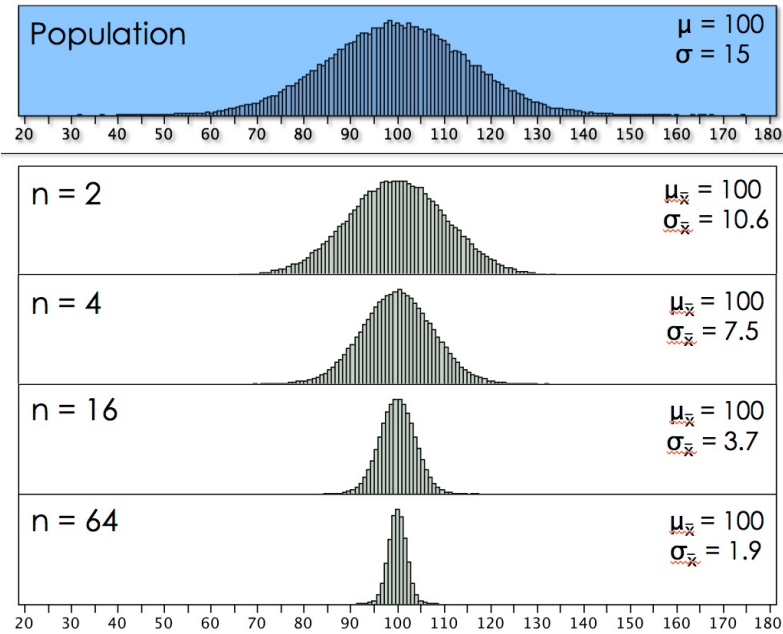 Population
μ = 100
σ = 15
20 30 40 50 60 70 80 90 100 110 120 130 140 150 160 170 180
n = 2
μx̄ = 100
σx̄ = 10.6
n = 4
μx̄ = 100
σx̄ = 7.5
n = 16
μx̄ = 100
σx̄ = 3.7
n = 64
μx̄ = 100
σx̄ = 1.9
20 30 40 50 60 70 80 90 100 110 120 130 140 150 160 170 180